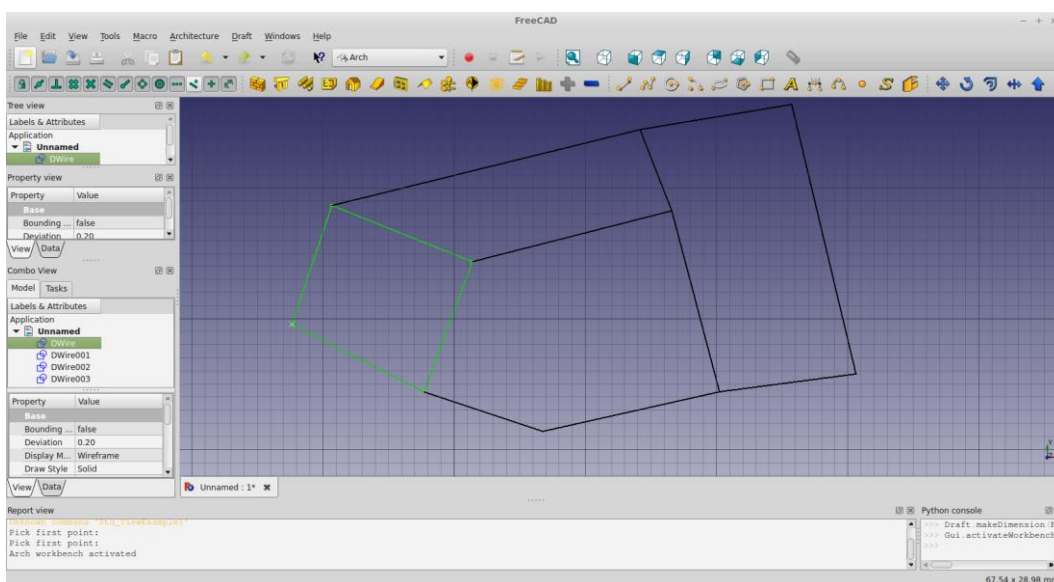 FreeCAD
File Edit View Tools Macro Architecture Draft Windows Help
Arch
Tree view
Labels & Attributes
Application
Unnamed
DWire
Property view
Property Value
Base
Bounding ... false
Deviation 0.20
View Data
Combo View
Model Tasks
Labels & Attributes
Application
Unnamed
DWire
DWire001
DWire002
DWire003
Property Value
Base
Bounding ... false
Deviation 0.20
Display M... Wireframe
Draw Style Solid
View Data
Unnamed : 1*
Report view
Unknown command 'Std_ViewExample1'
Pick first point:
Pick first point:
Arch workbench activated
Python console
>>> Draft.makeDimension(
>>> Gui.activateWorkbench
>>>
67.54 x 28.98
Y